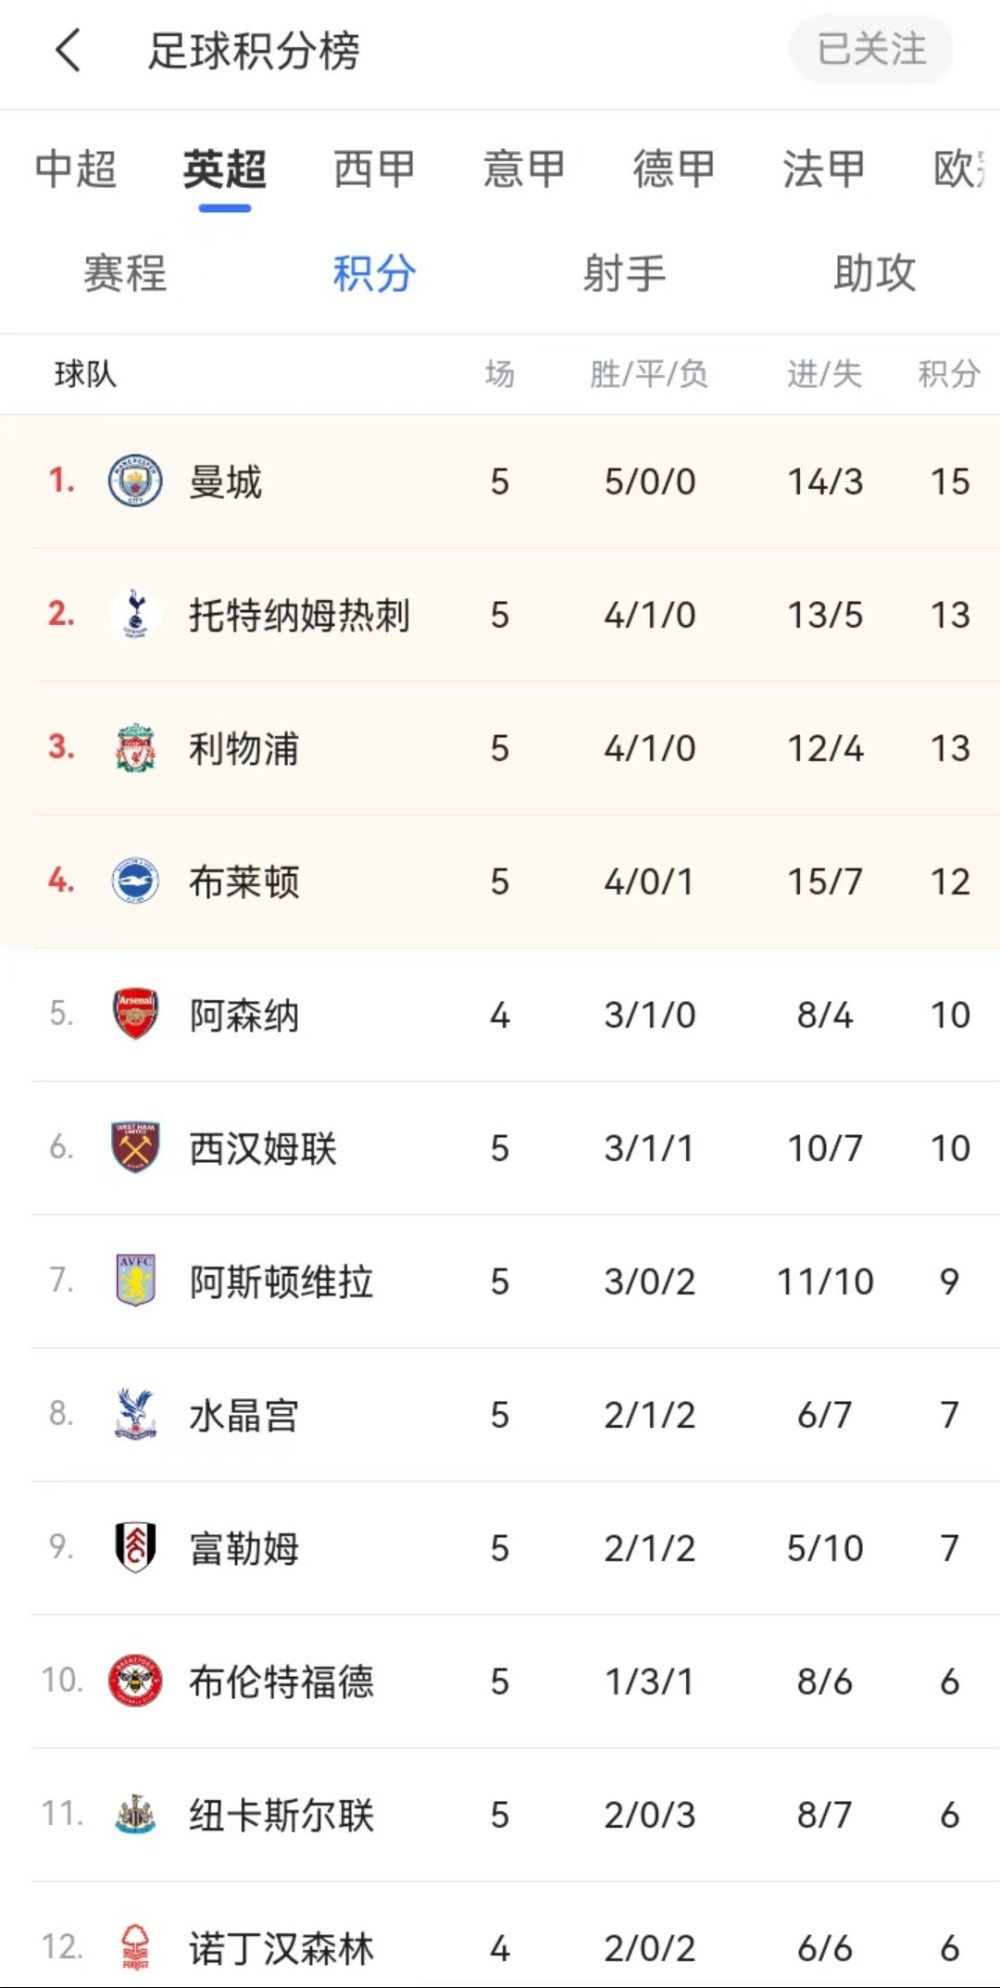 足球积分榜 已关注
中超 英超 西甲 意甲 德甲 法甲 欧
赛程 积分 射手 助攻
球队 场 胜/平/负 进/失 积分
1. 曼城 5 5/0/0 14/3 15
2. 托特纳姆热刺 5 4/1/0 13/5 13
3. 利物浦 5 4/1/0 12/4 13
4. 布莱顿 5 4/0/1 15/7 12
5. Arsenal 阿森纳 4 3/1/0 8/4 10
6. 西汉姆联 5 3/1/1 10/7 10
7. AVFC 阿斯顿维拉 5 3/0/2 11/10 9
8. 水晶宫 5 2/1/2 6/7 7
9. 富勒姆 5 2/1/2 5/10 7
10. 布伦特福德 5 1/3/1 8/6 6
11. 纽卡斯尔联 5 2/0/3 8/7 6
12. 诺丁汉森林 4 2/0/2 6/6 6